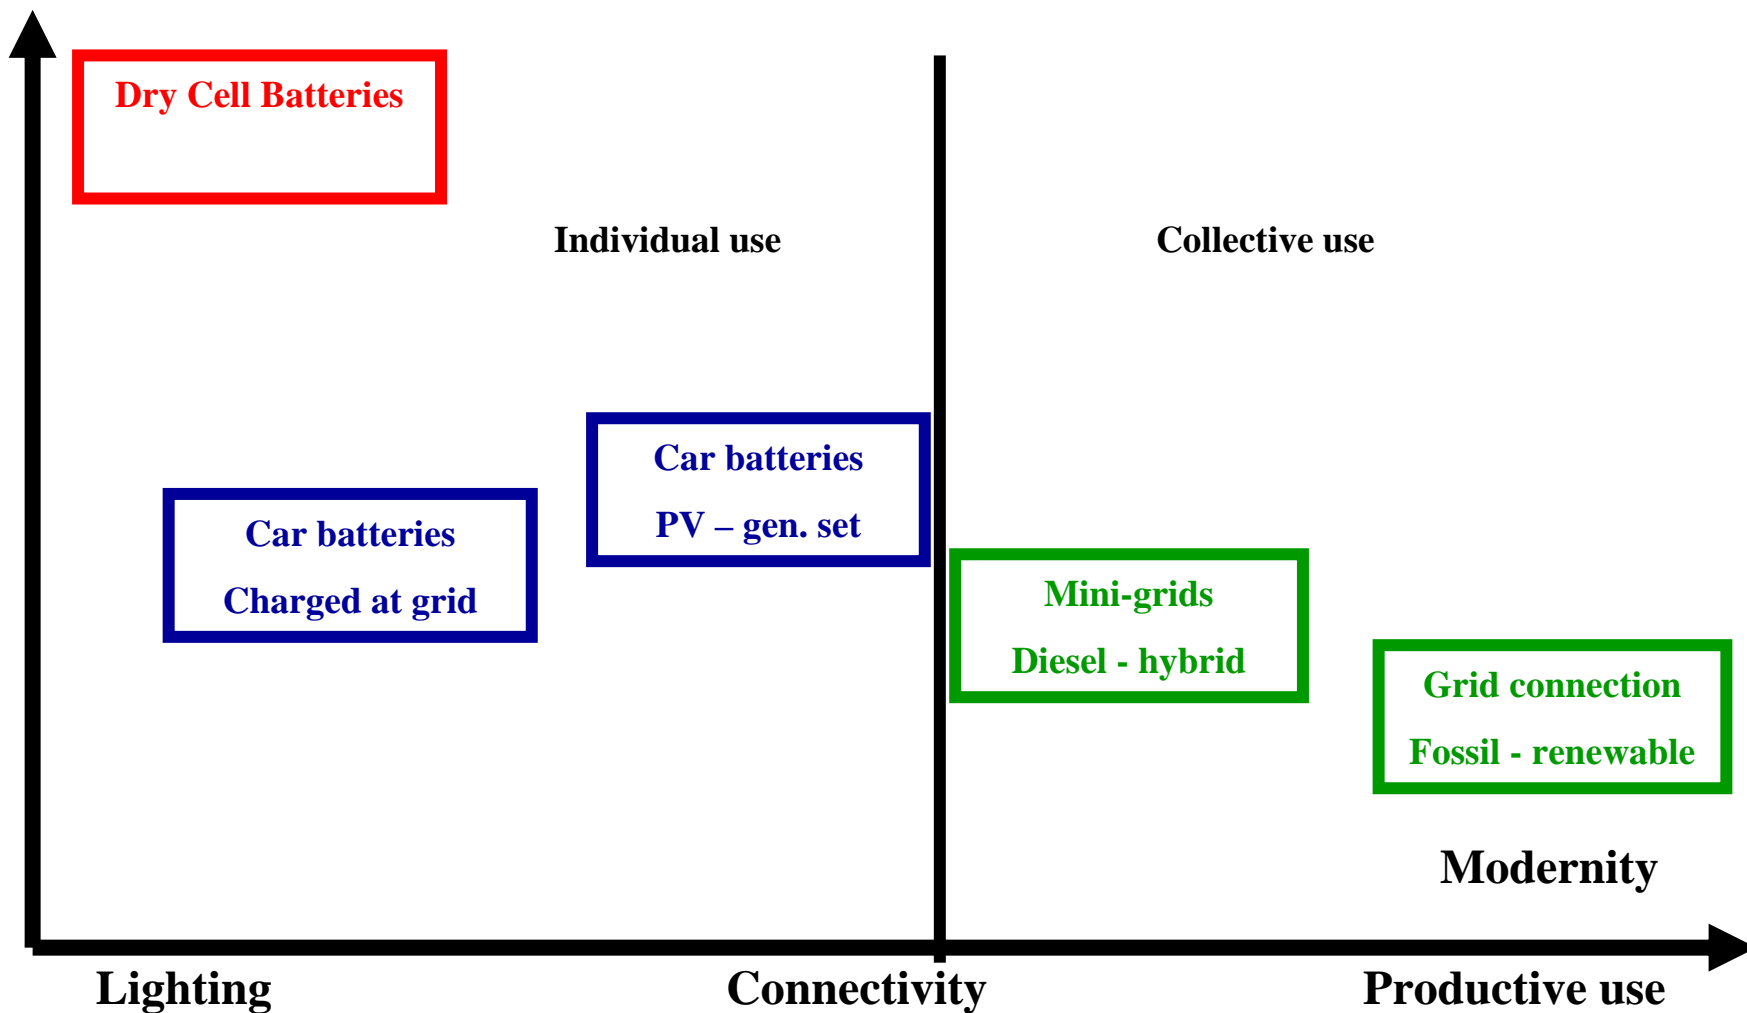 Dry Cell Batteries
Individual use
Collective use
Car batteries
PV – gen. set
Car batteries
Charged at grid
Mini-grids
Diesel - hybrid
Grid connection
Fossil - renewable
Modernity
Lighting
Connectivity
Productive use